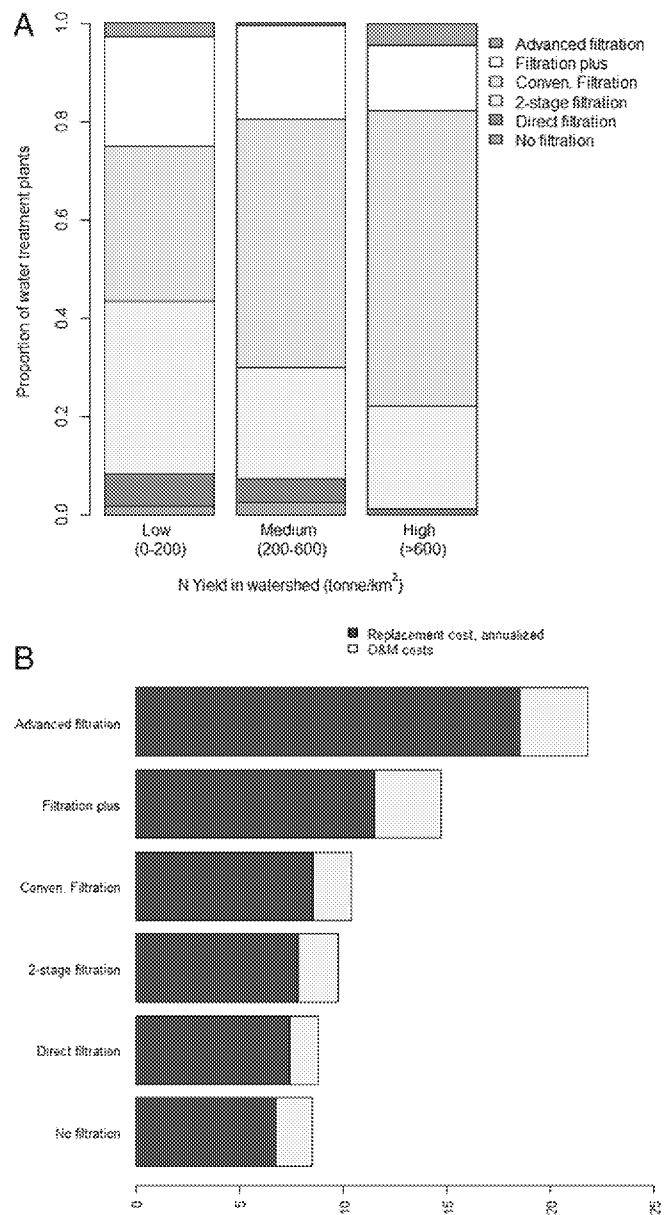 A
1.0
0.8
0.6
0.4
0.2
0.0
Proportion of water treatment plants
Advanced filtration
Filtration plus
Conven. Filtration
2-stage filtration
Direct filtration
No filtration
Low
(0-200)
Medium
(200-600)
High
(>600)
N Yield in watershed (tonne/km²)
B
Replacement cost, annualized
O&M costs
Advanced filtration
Filtration plus
Conven. Filtration
2-stage filtration
Direct filtration
No filtration
0
5
10
15
20
25